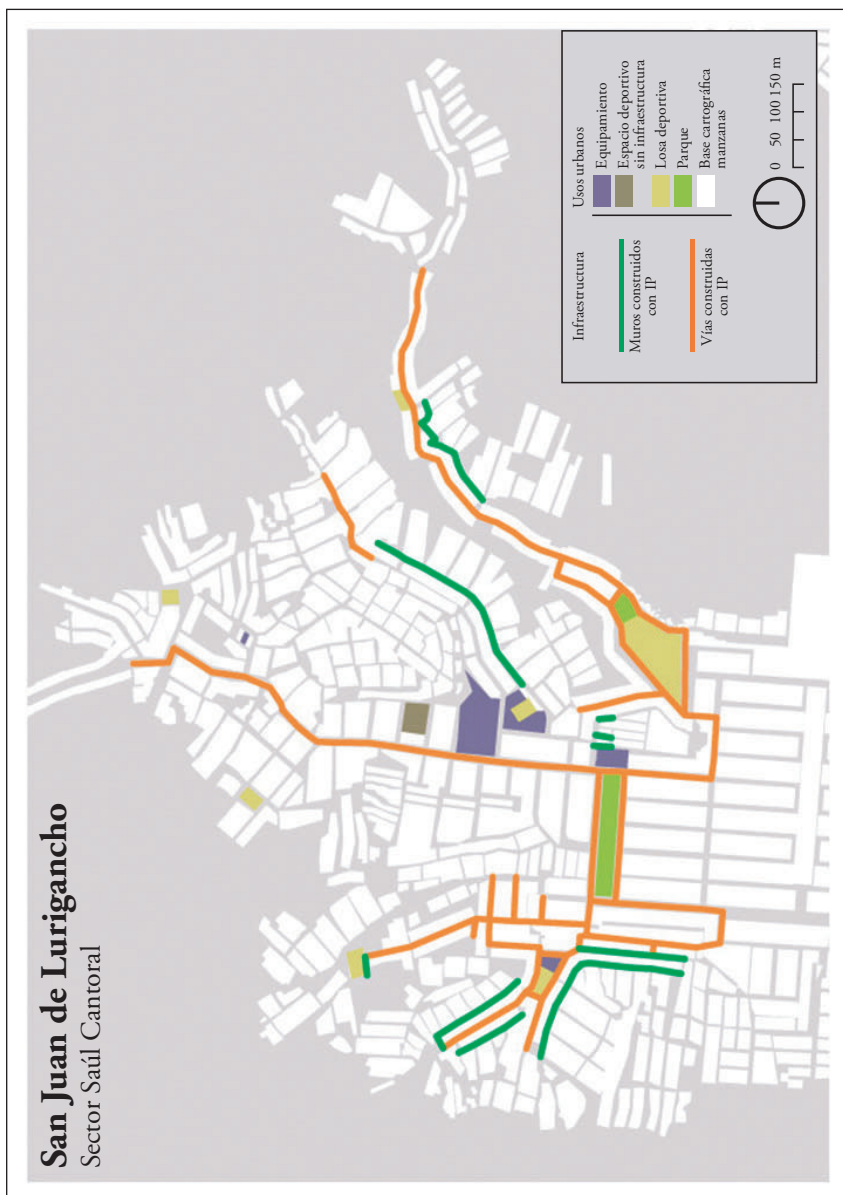 San Juan de Lurigancho
Sector Saúl Cantoral
Infraestructura
Muros construidos
con IP
Vías construidas
con IP
Usos urbanos
Equipamiento
Espacio deportivo
sin infraestructura
Losa deportiva
Parque
Base cartográfica
manzanas
0 50 100 150 m